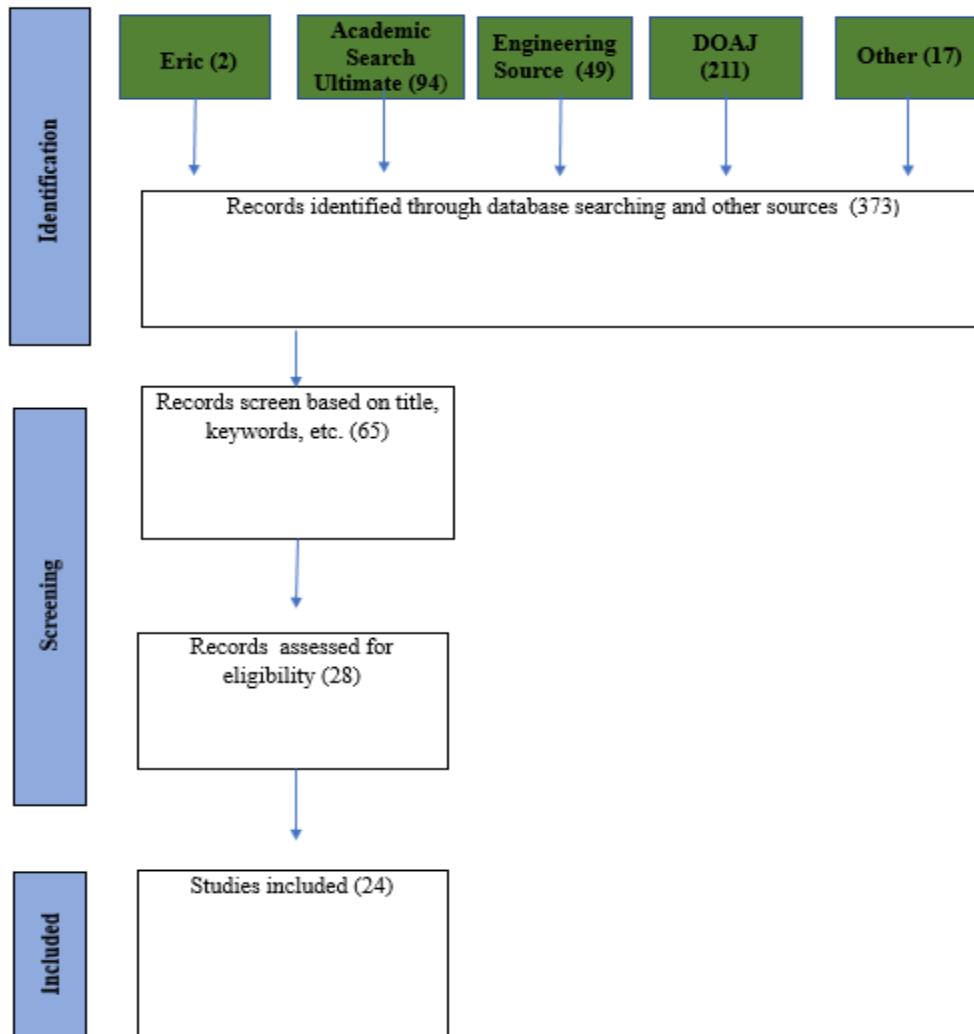 Identification
Eric (2)
Academic
Search
Ultimate (94)
Engineering
Source (49)
DOAJ
(211)
Other (17)
Records identified through database searching and other sources (373)
Screening
Records screen based on title,
keywords, etc. (65)
Records assessed for
eligibility (28)
Included
Studies included (24)